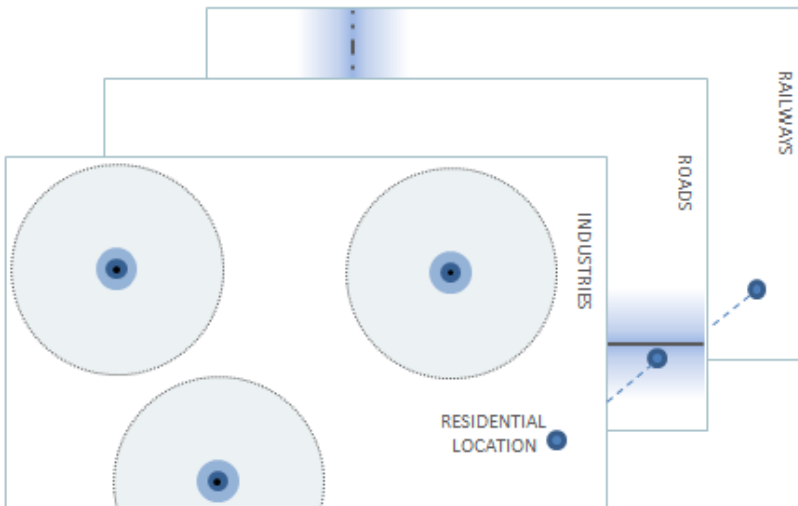 RAILWAYS
ROADS
INDUSTRIES
RESIDENTIAL
LOCATION